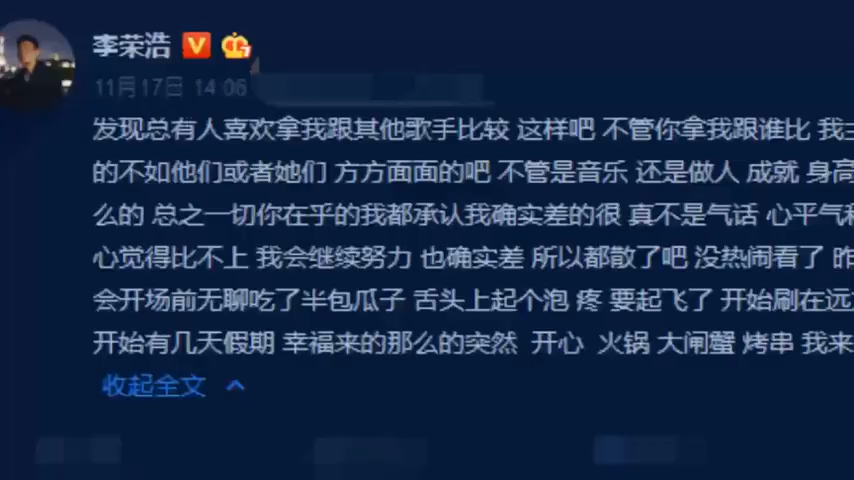 李荣浩
11月17日 14:06
发现总有人喜欢拿我跟其他歌手比较 这样吧 不管你拿我跟谁比 我
的不如他们或者她们 方方面面的吧 不管是音乐 还是做人 成就 身高
么的 总之一切你在乎的我都承认我确实差的很 真不是气话 心平气
心觉得比不上 我会继续努力 也确实差 所以都散了吧 没热闹看了 昨
会开场前无聊吃了半包瓜子 舌头上起个泡 疼 要起飞了 开始刷在远
开始有几天假期 幸福来的那么的突然 开心 火锅 大闸蟹 烤串 我来
收起全文